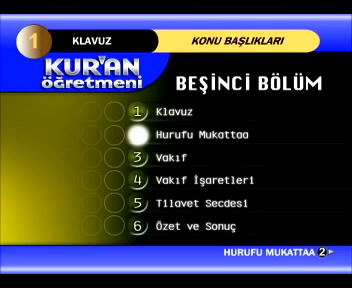 1 KLAVUZ KONU BAŞLIKLARI
KUR'AN
öğretmeni
BEŞİNCİ BÖLÜM
1 Klavuz
Hurufu Mukattaa
3 Vakıf
4 Vakıf İşaretleri
5 Tilavet Secdesi
6 Özet ve Sonuç
HURUFU MUKATTAA 2